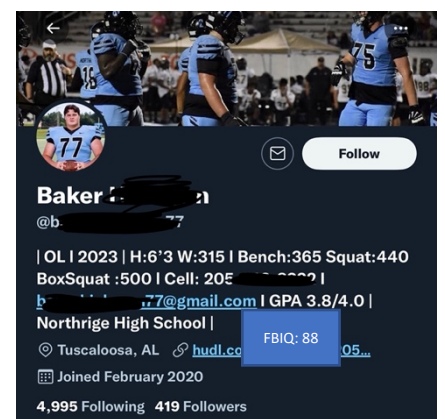 77
15
75
77
Follow
Baker
@b 77
| OL I 2023 | H:6'3 W:315 I Bench:365 Squat:440
BoxSquat :500 I Cell: 205 I
77@gmail.com I GPA 3.8/4.0 |
Northrige High School |
FBIQ: 88
Tuscaloosa, AL hudl.co 05...
Joined February 2020
4,995 Following 419 Followers